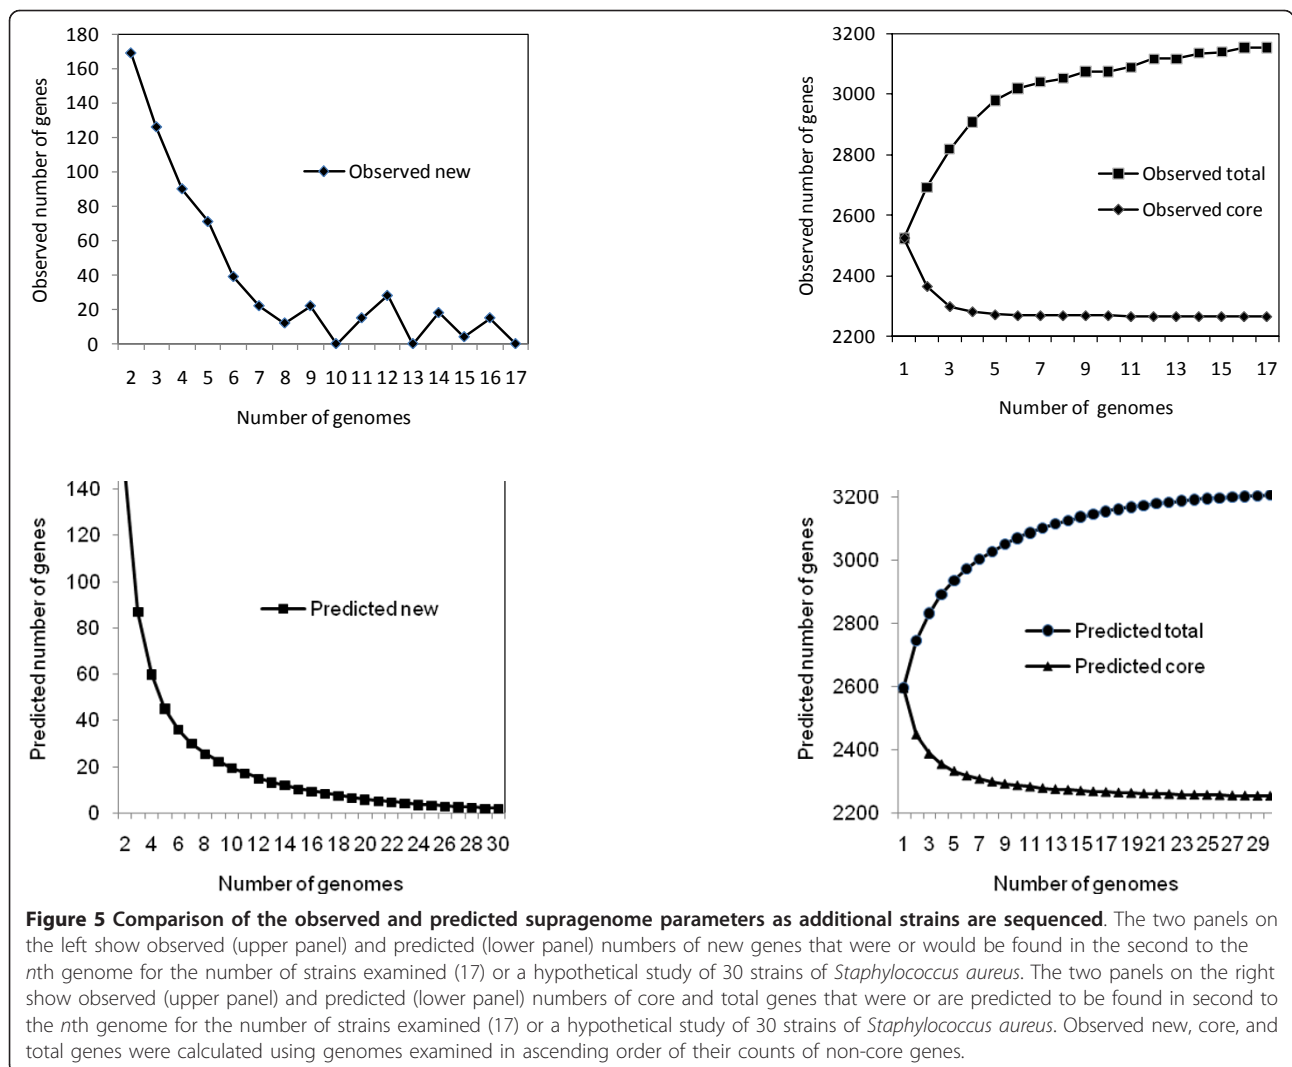 180
160
140
120
100
80
60
40
20
0
Observed number of genes
Observed new
2 3 4 5 6 7 8 9 10 11 12 13 14 15 16 17
Number of genomes
3200
3000
2800
2600
2400
2200
Observed number of genes
Observed total
Observed core
1 3 5 7 9 11 13 15 17
Number of genomes
140
120
100
80
60
40
20
0
Predicted number of genes
Predicted new
2 4 6 8 10 12 14 16 18 20 22 24 26 28 30
Number of genomes
3200
3000
2800
2600
2400
2200
Predicted number of genes
Predicted total
Predicted core
1 3 5 7 9 11 13 15 17 19 21 23 25 27 29
Number of genomes
Figure 5 Comparison of the observed and predicted supragenome parameters as additional strains are sequenced. The two panels on
the left show observed (upper panel) and predicted (lower panel) numbers of new genes that were or would be found in the second to the
nth genome for the number of strains examined (17) or a hypothetical study of 30 strains of Staphylococcus aureus. The two panels on the right
show observed (upper panel) and predicted (lower panel) numbers of core and total genes that were or are predicted to be found in second to
the nth genome for the number of strains examined (17) or a hypothetical study of 30 strains of Staphylococcus aureus. Observed new, core, and
total genes were calculated using genomes examined in ascending order of their counts of non-core genes.